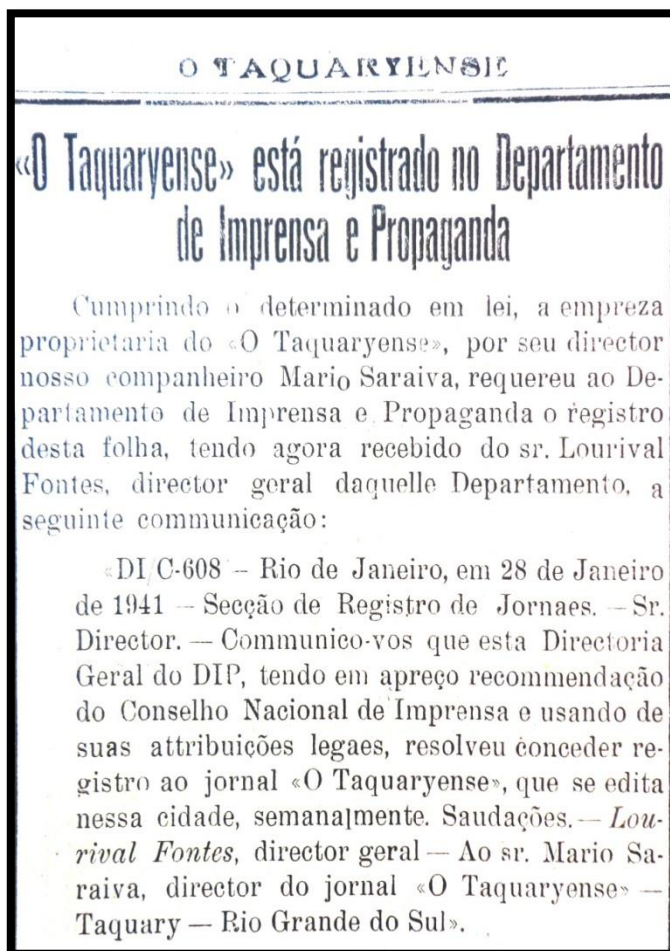 O TAQUARYENSE
«O Taquaryense» está registrado no Departamento
de Imprensa e Propaganda
Cumprindo o determinado em lei, a empreza
proprietaria do «O Taquaryense», por seu director
nosso companheiro Mario Saraiva, requereu ao De-
partamento de Imprensa e Propaganda o registro
desta folha, tendo agora recebido do sr. Lourival
Fontes, director geral daquelle Departamento, a
seguinte communicação:
«DI/C-608 – Rio de Janeiro, em 28 de Janeiro
de 1941 – Secção de Registro de Jornaes. – Sr.
Director. — Communico-vos que esta Directoria
Geral do DIP, tendo em apreço recommendação
do Conselho Nacional de Imprensa e usando de
suas attribuições legaes, resolveu conceder re-
gistro ao jornal «O Taquaryense», que se edita
nessa cidade, semanalmente. Saudações. — Lou-
rival Fontes, director geral — Ao sr. Mario Sa-
raiva, director do jornal «O Taquaryense» —
Taquary — Rio Grande do Sul».